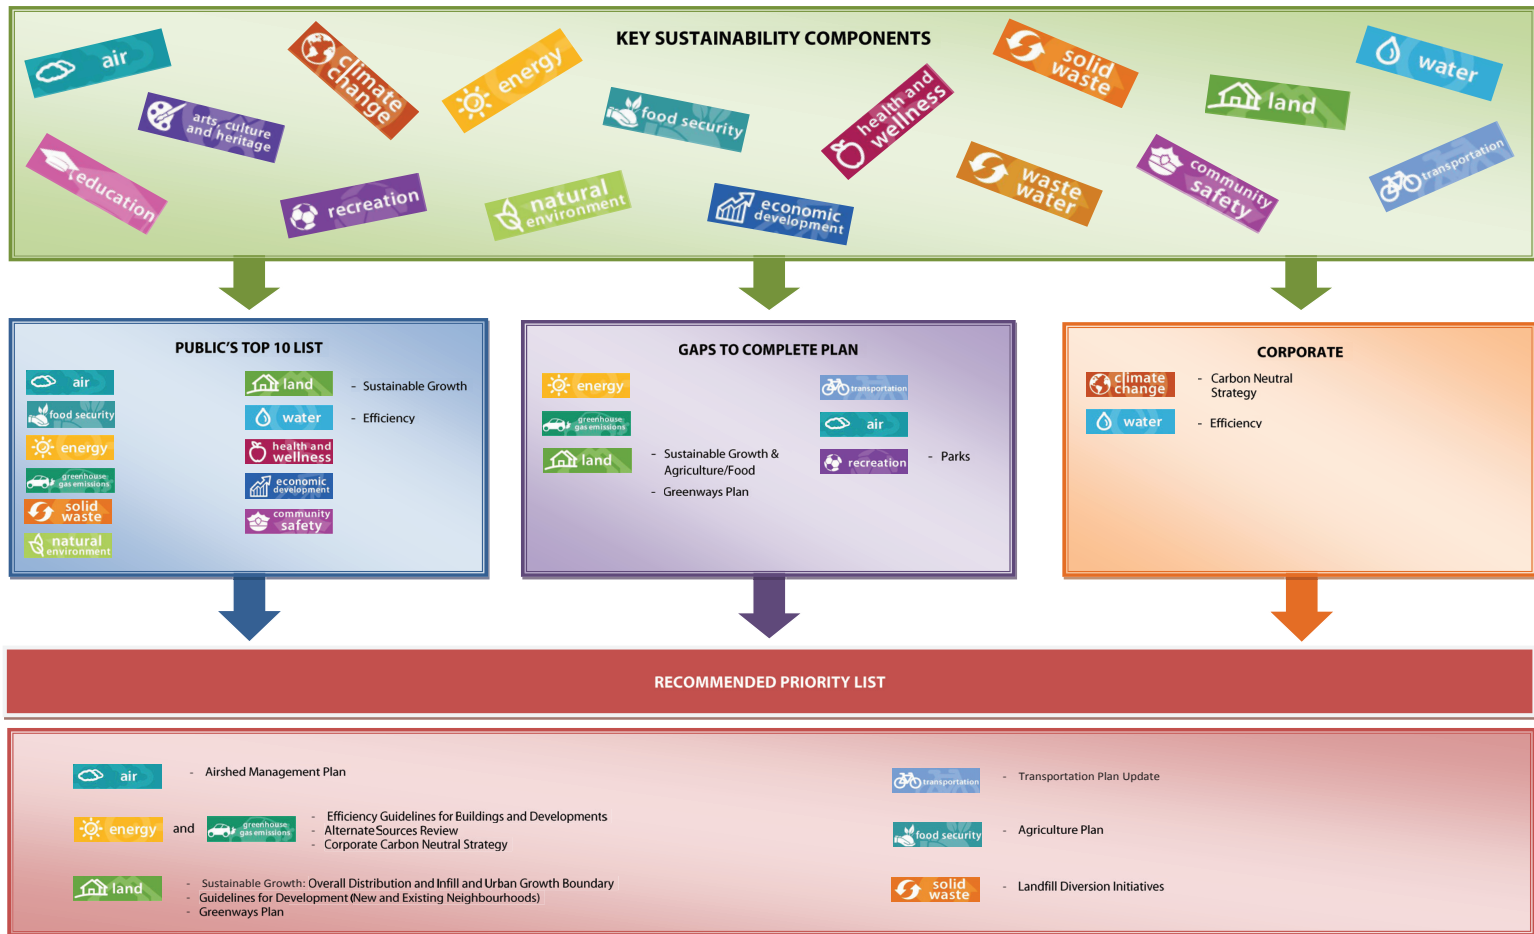 KEY SUSTAINABILITY COMPONENTS
air
climate
change
energy
solid
waste
water
arts, culture
and heritage
food security
health and
wellness
land
education
recreation
natural
environment
economic
development
waste
water
community
safety
transportation
PUBLIC'S TOP 10 LIST
air
food security
energy
greenhouse
gas emissions
solid
waste
natural
environment
land
- Sustainable Growth
water
- Efficiency
health and
wellness
economic
development
community
safety
GAPS TO COMPLETE PLAN
energy
greenhouse
gas emissions
land
- Sustainable Growth &
Agriculture/Food
- Greenways Plan
transportation
air
recreation
- Parks
CORPORATE
climate
change
- Carbon Neutral
Strategy
water
- Efficiency
RECOMMENDED PRIORITY LIST
air
- Airshed Management Plan
energy and greenhouse
gas emissions
- Efficiency Guidelines for Buildings and Developments
- Alternate Sources Review
- Corporate Carbon Neutral Strategy
land
- Sustainable Growth: Overall Distribution and Infill and Urban Growth Boundary
- Guidelines for Development (New and Existing Neighbourhoods)
- Greenways Plan
transportation
- Transportation Plan Update
food security
- Agriculture Plan
solid
waste
- Landfill Diversion Initiatives